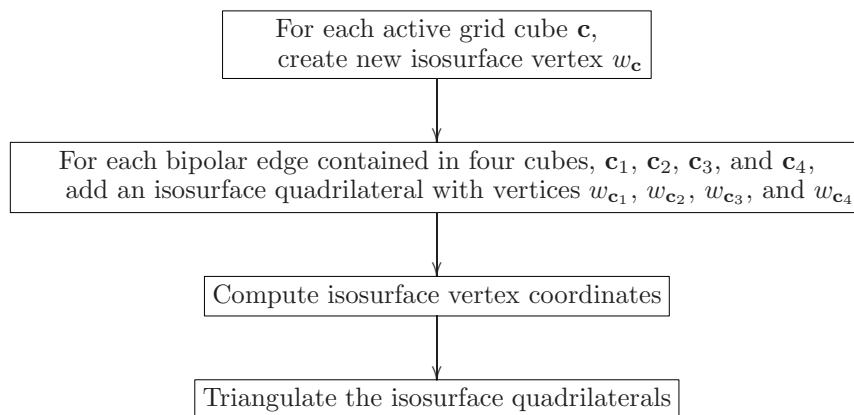 For each active grid cube c,
create new isosurface vertex w_c
For each bipolar edge contained in four cubes, c₁, c₂, c₃, and c₄,
add an isosurface quadrilateral with vertices w_c₁, w_c₂, w_c₃, and w_c₄
Compute isosurface vertex coordinates
Triangulate the isosurface quadrilaterals